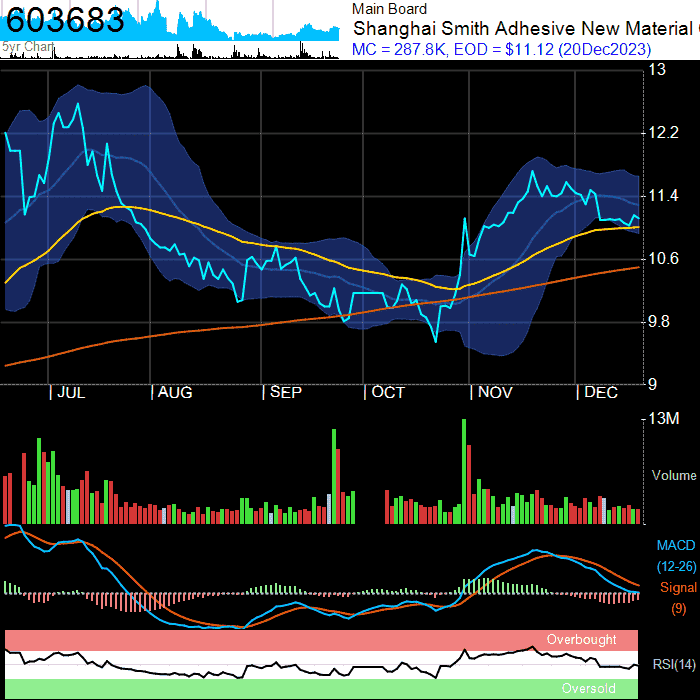 603683
Main Board
Shanghai Smith Adhesive New Material
5yr Chart
MC = 287.8K, EOD = $11.12 (20Dec2023)
13
12.2
11.4
10.6
9.8
9
JUL AUG SEP OCT NOV DEC
13M
Volume
MACD
(12-26)
Signal
(9)
Overbought
RSI(14)
Oversold